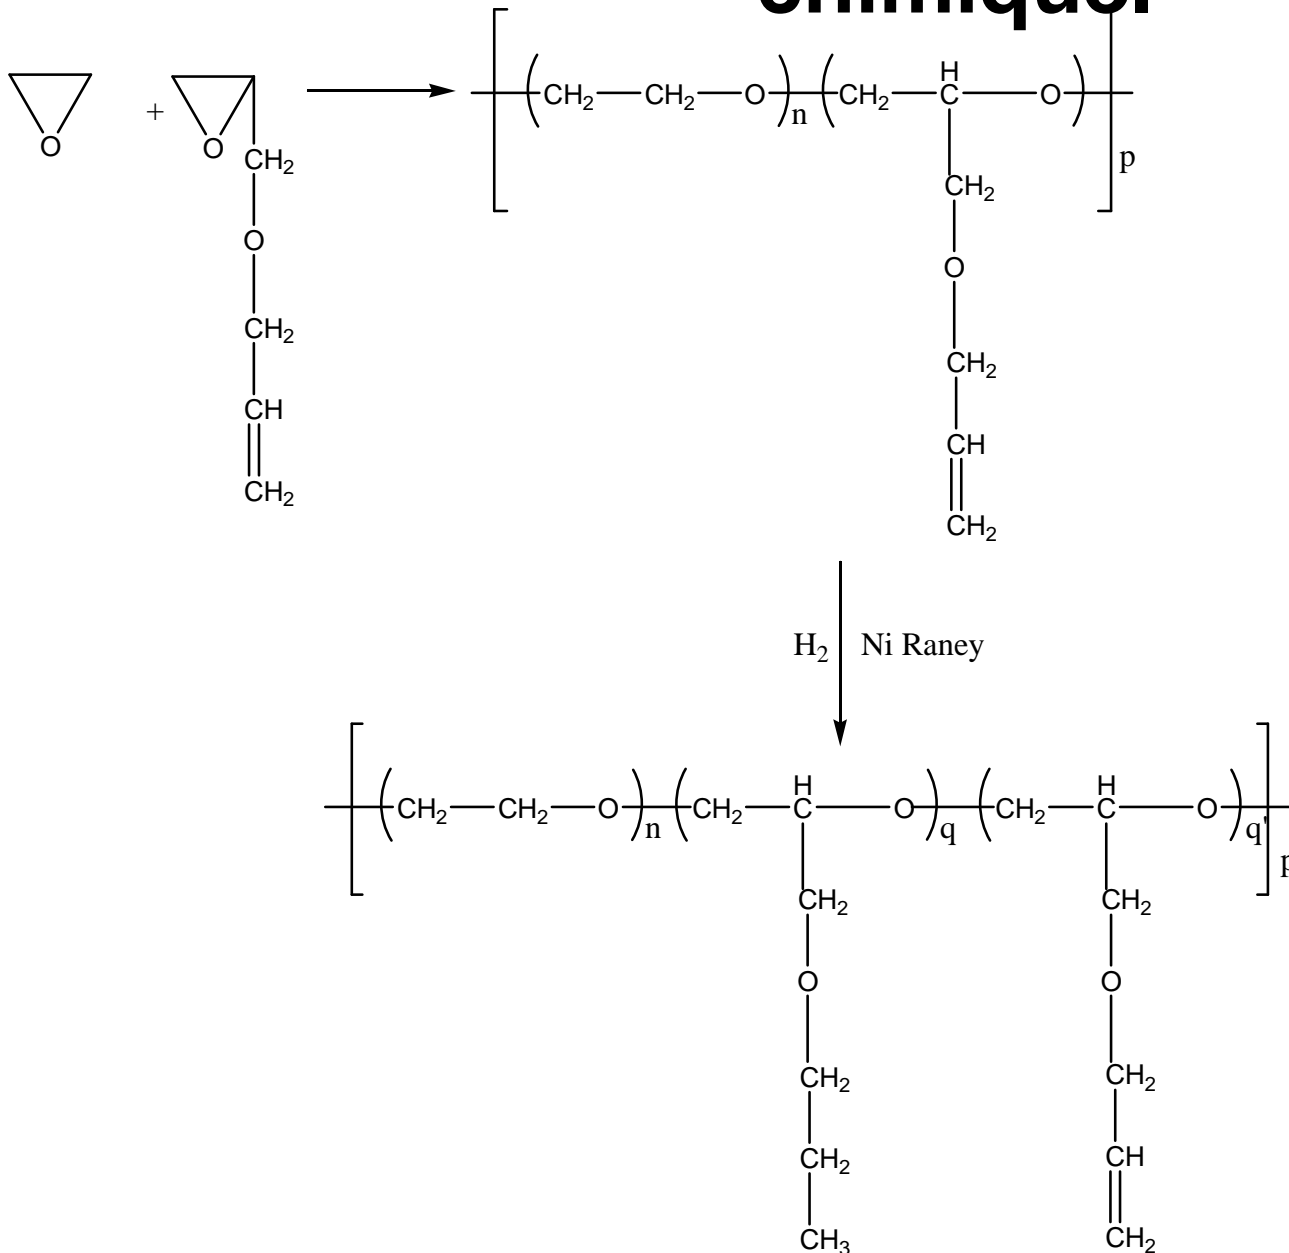 H
( CH₂ CH₂ O )n ( CH₂ C O ) p
+
O O CH₂ CH₂
O O
CH₂ CH₂
CH CH
CH₂ CH₂
H₂ Ni Raney
H H
( CH₂ CH₂ O )n ( CH₂ C O )q ( CH₂ C O )q' p
CH₂ CH₂
O O
CH₂ CH₂
CH₂ CH
CH₃ CH₂